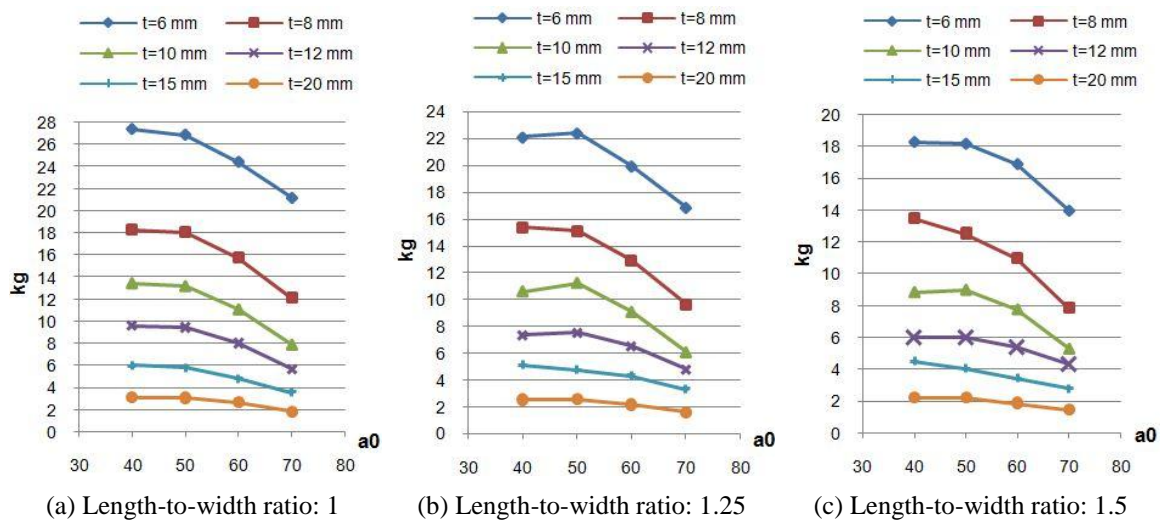 t=6 mm t=8 mm
t=10 mm t=12 mm
t=15 mm t=20 mm
kg
28
26
24
22
20
18
16
14
12
10
8
6
4
2
0
a0
30 40 50 60 70 80
(a) Length-to-width ratio: 1
t=6 mm t=8 mm
t=10 mm t=12 mm
t=15 mm t=20 mm
kg
24
22
20
18
16
14
12
10
8
6
4
2
0
a0
30 40 50 60 70 80
(b) Length-to-width ratio: 1.25
t=6 mm t=8 mm
t=10 mm t=12 mm
t=15 mm t=20 mm
kg
20
18
16
14
12
10
8
6
4
2
0
a0
30 40 50 60 70 80
(c) Length-to-width ratio: 1.5